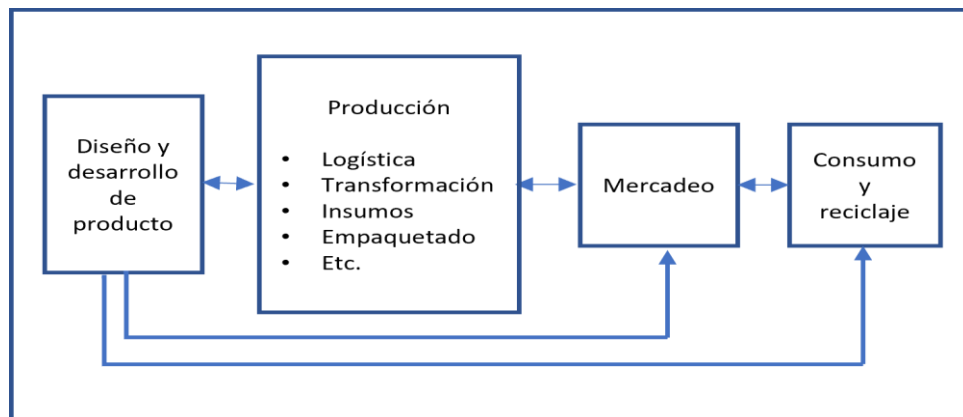 Diseño y
desarrollo
de
producto
Producción
• Logística
• Transformación
• Insumos
• Empaquetado
• Etc.
Mercadeo
Consumo
y
reciclaje